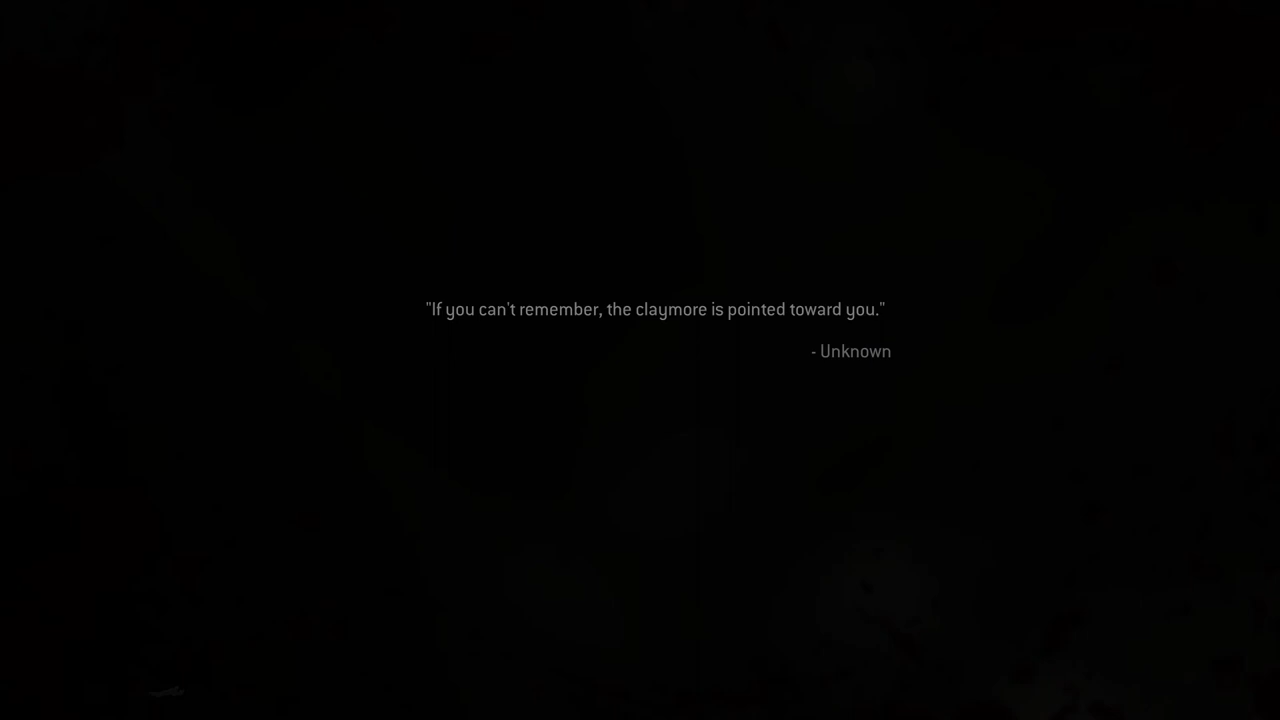 "If you can't remember, the claymore is pointed toward you."
- Unknown